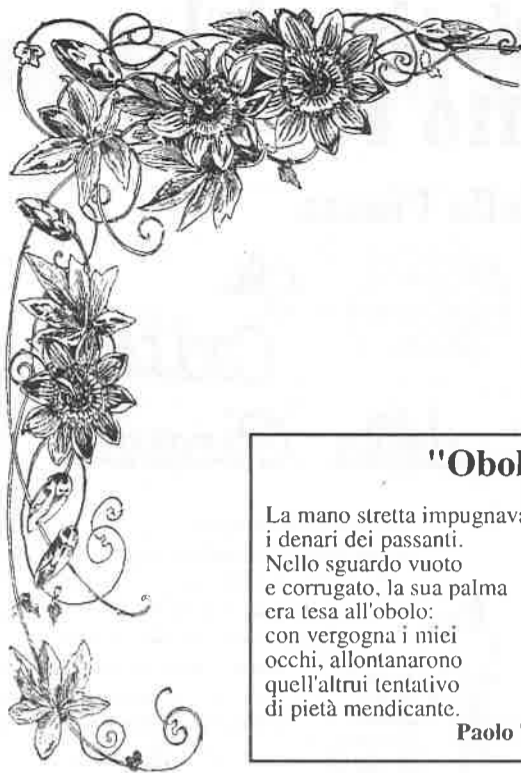 "Obol
La mano stretta impugnava
i denari dei passanti.
Nello sguardo vuoto
e corrugato, la sua palma
era tesa all'obolo:
con vergogna i miei
occhi, allontanarono
quell'altrui tentativo
di pietà mendicante.
Paolo